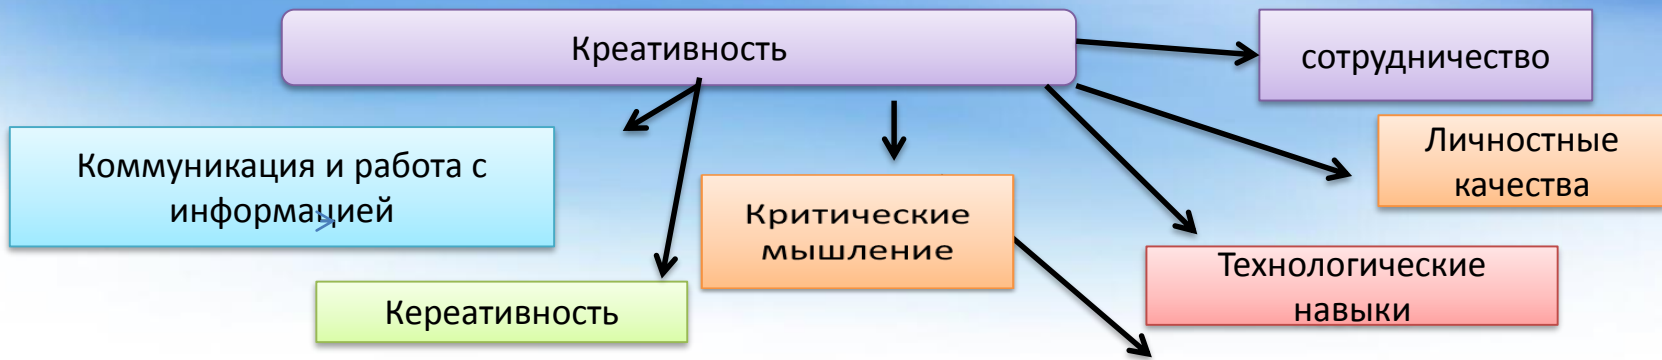 Креативность
сотрудничество
Коммуникация и работа с
информацией
Личностные
качества
Критические
мышление
Технологические
навыки
Кереативность